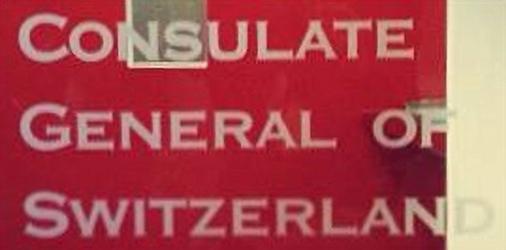 CONSULATE
GENERAL OF
SWITZERLAND